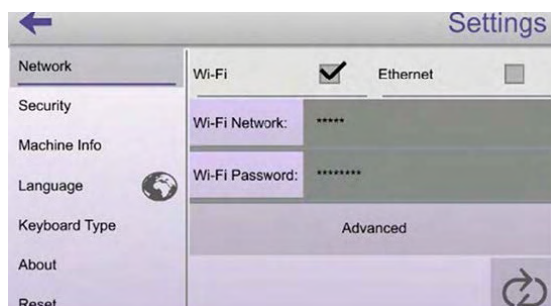 Settings
Network
Wi-Fi
Ethernet
Security
Wi-Fi Network: *****
Machine Info
Wi-Fi Password: ********
Language
Keyboard Type
Advanced
About
Reset